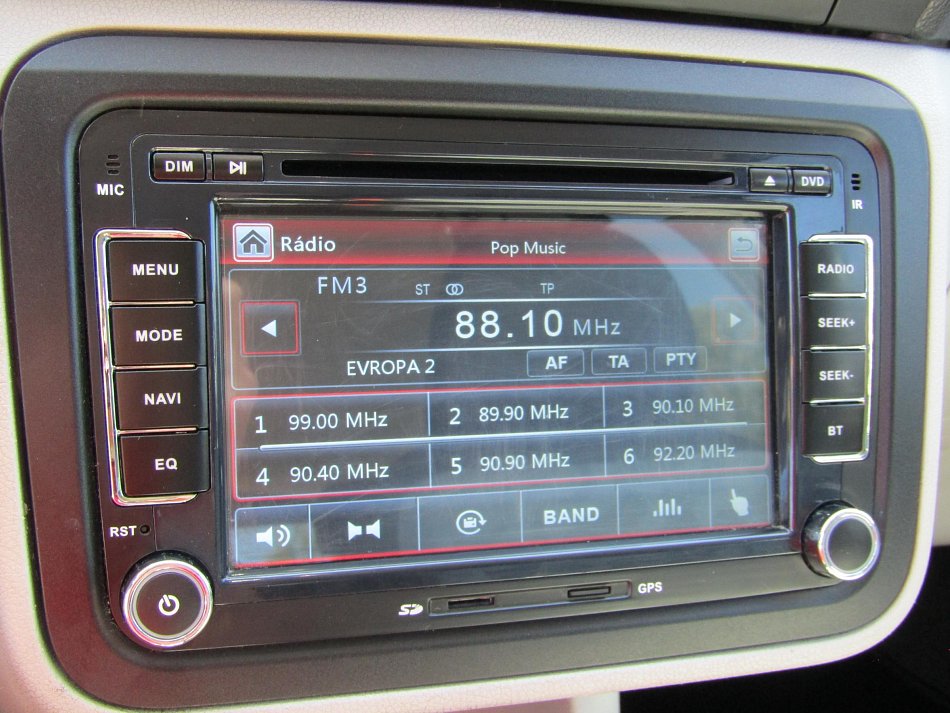 DIM DVD
MIC IR
Rádio Pop Music
MENU RADIO
FM3 ST TP
MODE 88.10 MHz SEEK+
EVROPA 2 AF TA PTY
NAVI SEEK-
1 99.00 MHz 2 89.90 MHz 3 90.10 MHz
EQ BT
4 90.40 MHz 5 90.90 MHz 6 92.20 MHz
BAND
RST
SD GPS